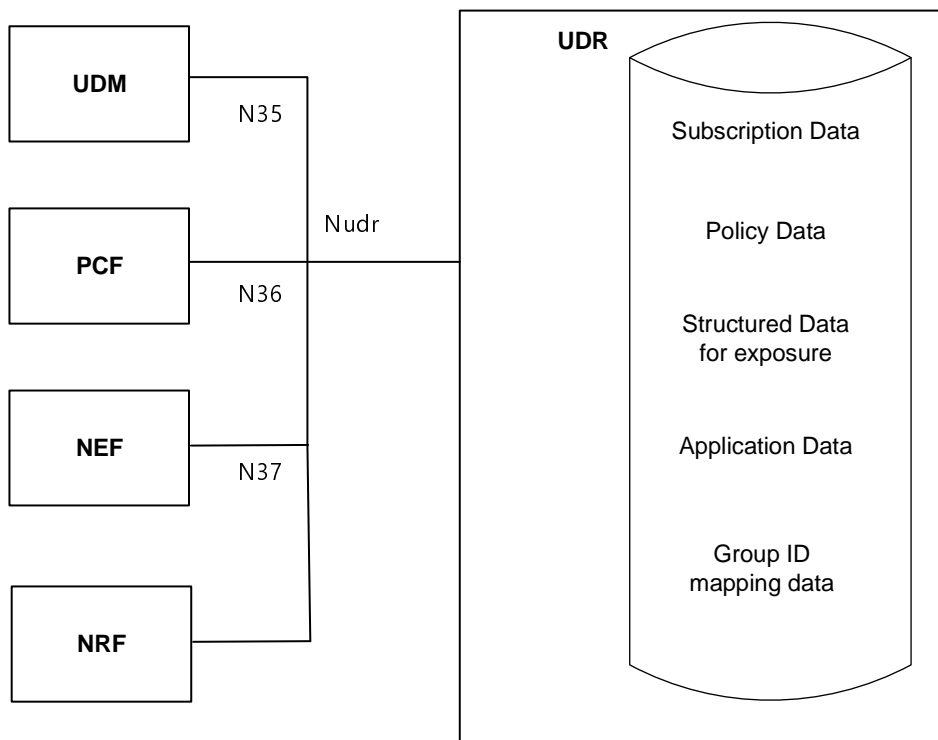 UDM
N35
PCF
N36
NEF
N37
NRF
Nudr
UDR
Subscription Data
Policy Data
Structured Data
for exposure
Application Data
Group ID
mapping data